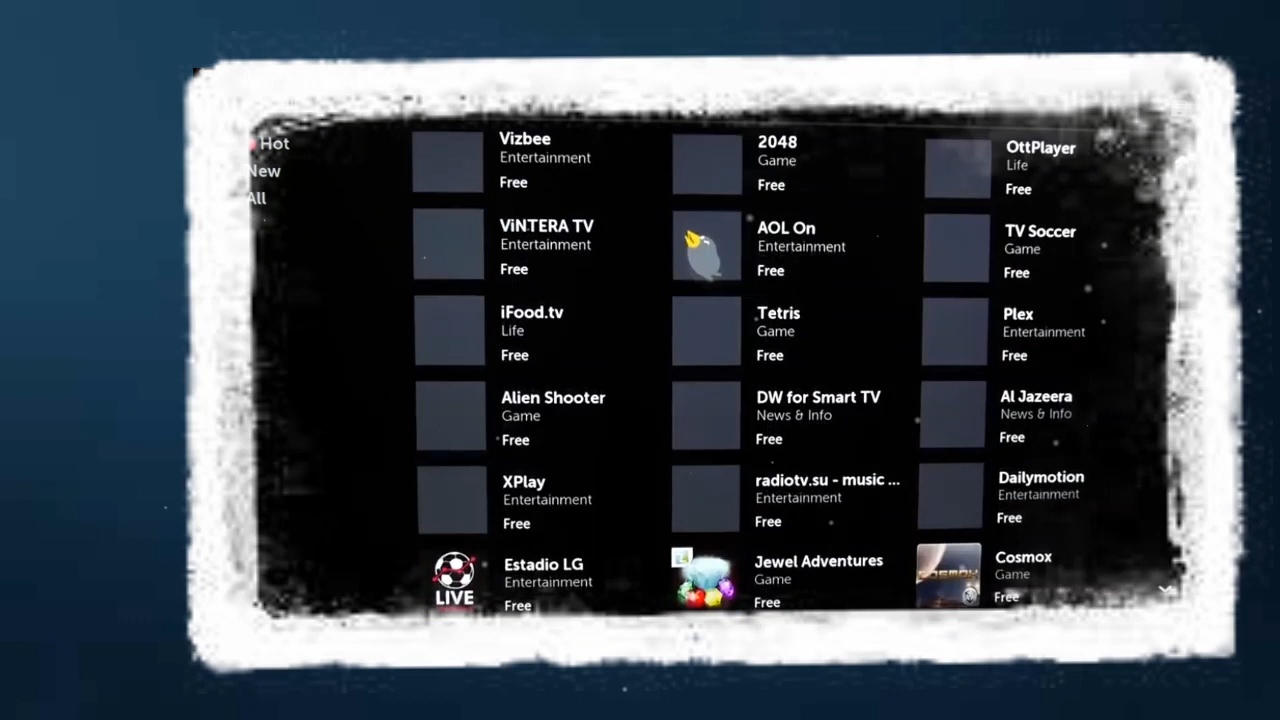 Hot
New
All
Vizbee
Entertainment
Free
2048
Game
Free
OttPlayer
Life
Free
ViNTERA TV
Entertainment
Free
AOL On
Entertainment
Free
TV Soccer
Game
Free
iFood.tv
Life
Free
Tetris
Game
Free
Plex
Entertainment
Free
Alien Shooter
Game
Free
DW for Smart TV
News & Info
Free
Al Jazeera
News & Info
Free
XPlay
Entertainment
Free
radiotv.su - music ...
Entertainment
Free
Dailymotion
Entertainment
Free
LIVE
Estadio LG
Entertainment
Free
Jewel Adventures
Game
Free
COSMOX
Cosmox
Game
Free